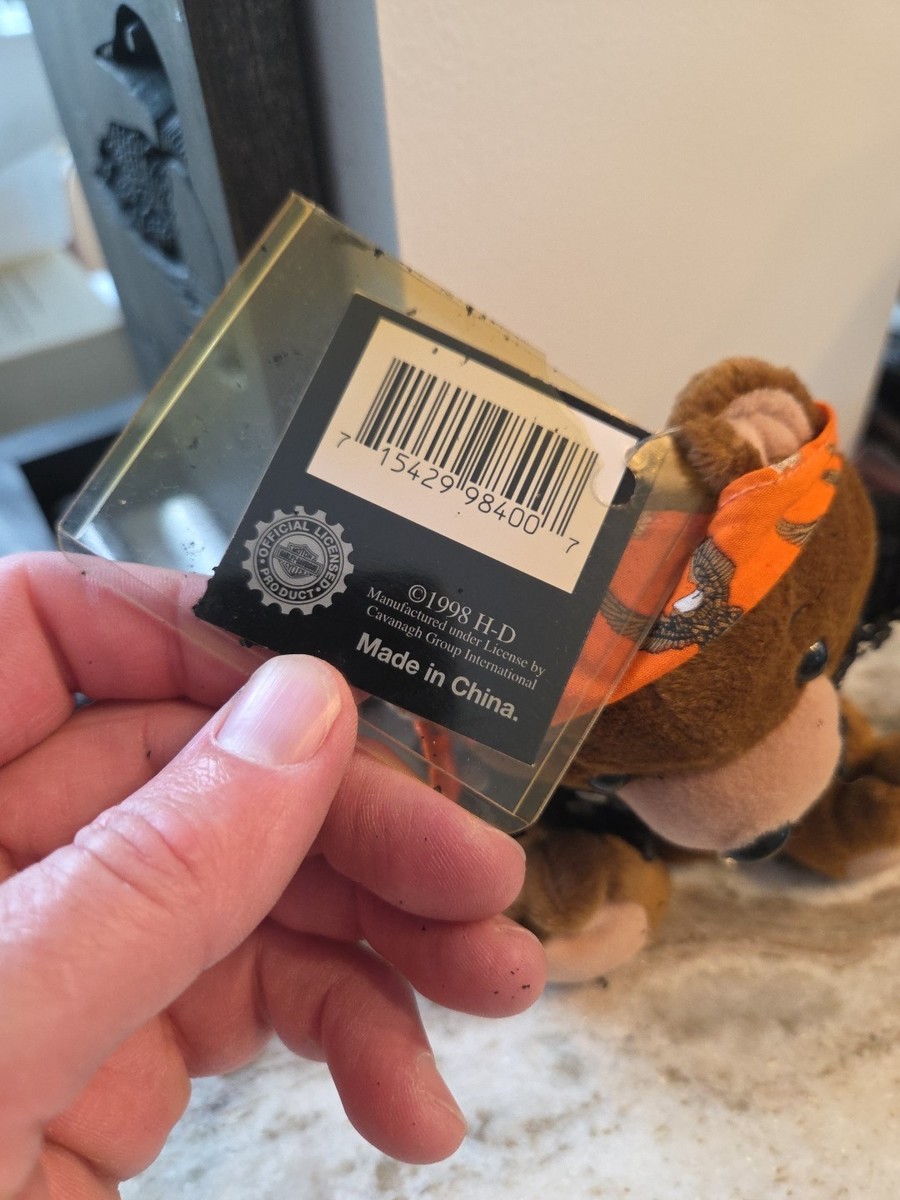 7 15429 98400 7
OFFICIAL LICENSED
PRODUCT
©1998 H-D
Manufactured under License by
Cavanagh Group International
Made in China.